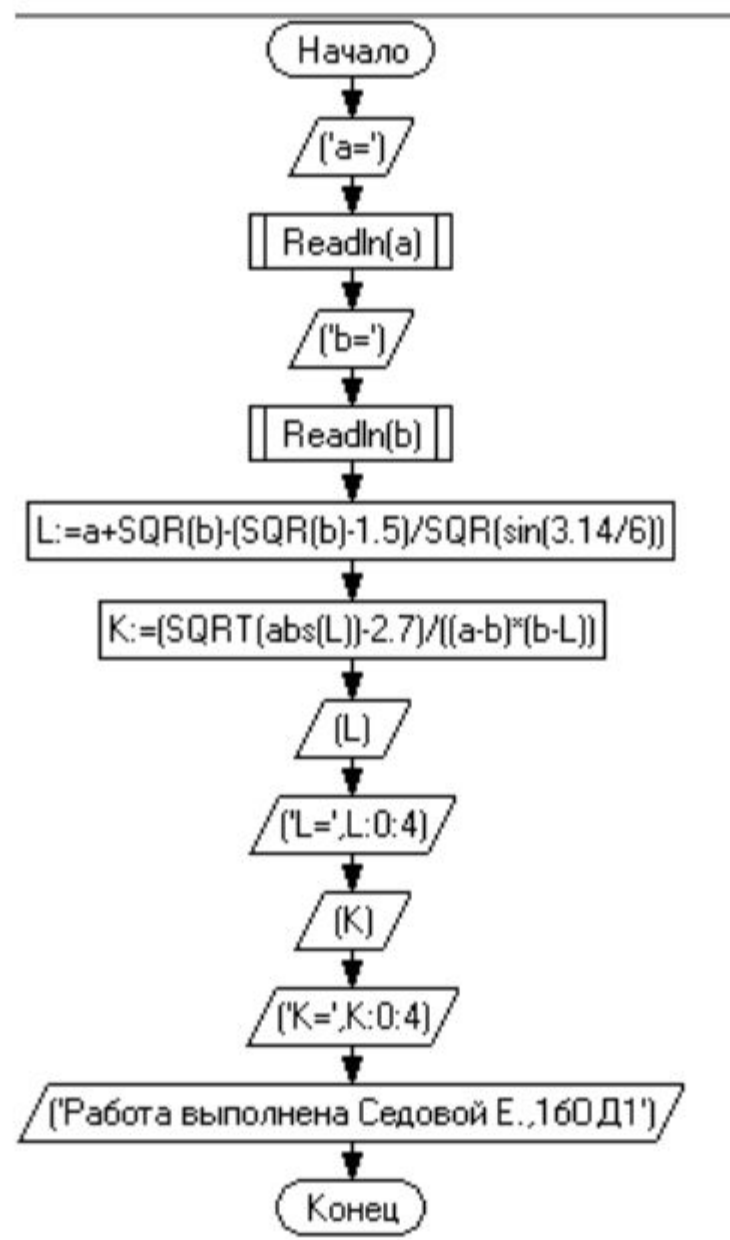 Начало
('a=')
Readln(a)
('b=')
Readln(b)
L:=a+SQR(b)-(SQR(b)-1.5)/SQR(sin(3.14/6))
K:=(SQRT(abs(L))-2.7)/((a-b)*(b-L))
(L)
('L=',L:0:4)
(K)
('K=',K:0:4)
('Работа выполнена Седовой Е.,16ОД1')
Конец